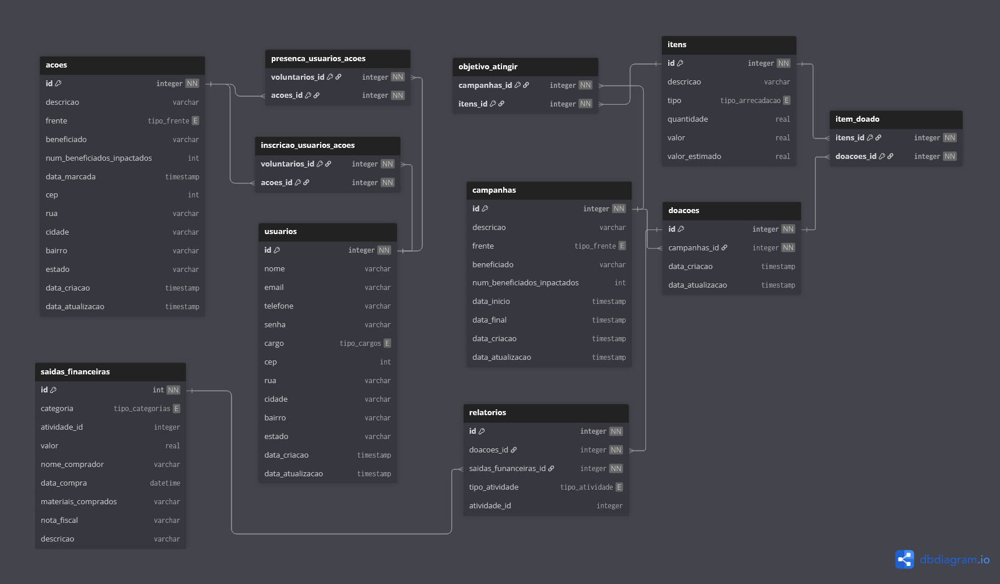 acoes
id integer NN
descricao varchar
frente tipo_frente E
beneficiado varchar
num_beneficiados_inpactados int
data_marcada timestamp
cep int
rua varchar
cidade varchar
bairro varchar
estado varchar
data_criacao timestamp
data_atualizacao timestamp
presenca_usuarios_acoes
voluntarios_id integer NN
acoes_id integer NN
inscricao_usuarios_acoes
voluntarios_id integer NN
acoes_id integer NN
usuarios
id integer NN
nome varchar
email varchar
telefone varchar
senha varchar
cargo tipo_cargos E
cep int
rua varchar
cidade varchar
bairro varchar
estado varchar
data_criacao timestamp
data_atualizacao timestamp
saidas_financeiras
id int NN
categoria tipo_categorias E
atividade_id integer
valor real
nome_comprador varchar
data_compra datetime
materiais_comprados varchar
nota_fiscal varchar
descricao varchar
objetivo_atingir
campanhas_id integer NN
itens_id integer NN
campanhas
id integer NN
descricao varchar
frente tipo_frente E
beneficiado varchar
num_beneficiados_inpactados int
data_inicio timestamp
data_final timestamp
data_criacao timestamp
data_atualizacao timestamp
relatorios
id integer NN
doacoes_id integer NN
saidas_funanceiras_id integer NN
tipo_atividade tipo_atividade E
atividade_id integer
itens
id integer NN
descricao varchar
tipo tipo_arrecadacao E
quantidade real
valor real
valor_estimado real
doacoes
id integer NN
campanhas_id integer NN
data_criacao timestamp
data_atualizacao timestamp
item_doado
itens_id integer NN
doacoes_id integer NN
dbdiagram.io